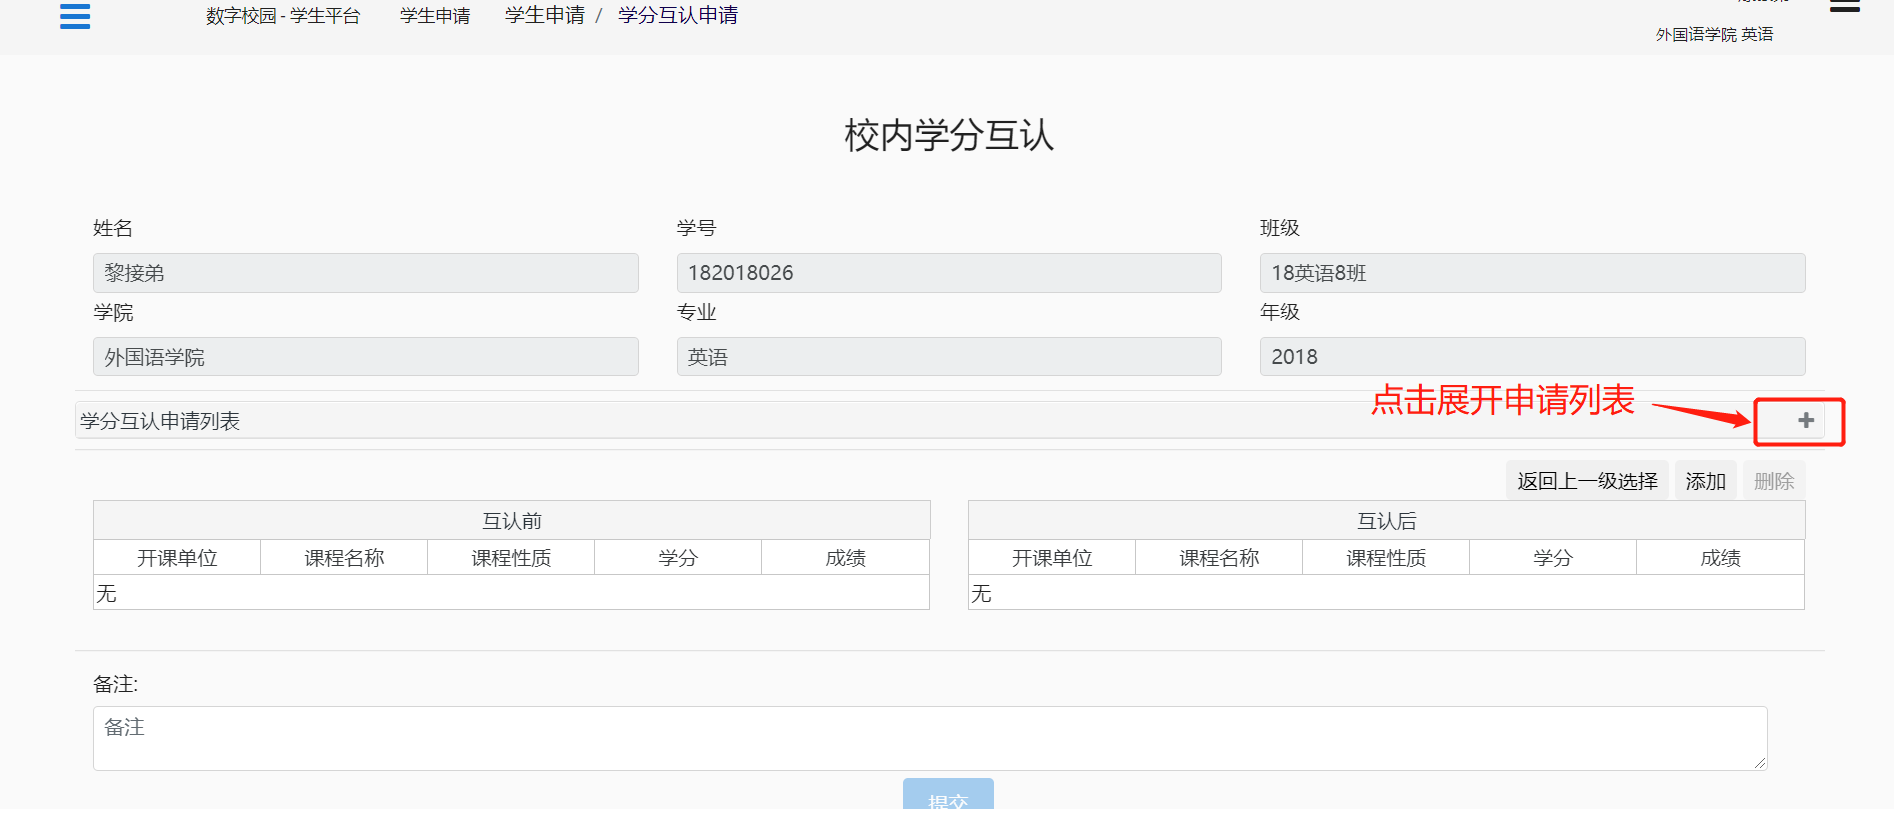 数字校园 - 学生平台 学生申请 学生申请 / 学分互认申请
外国语学院 英语
校内学分互认
姓名 学号 班级
黎接弟 182018026 18英语8班
学院 专业 年级
外国语学院 英语 2018
点击展开申请列表
学分互认申请列表
返回上一级选择 添加 删除
互认前 互认后
开课单位 课程名称 课程性质 学分 成绩 开课单位 课程名称 课程性质 学分 成绩
无 无
备注:
备注
提交